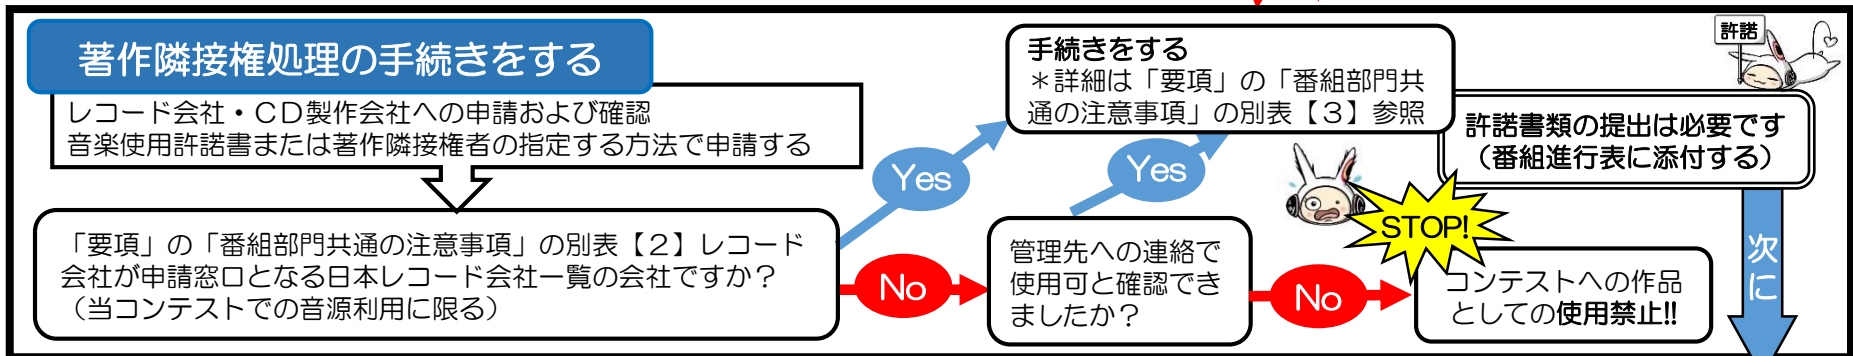 著作隣接権処理の手続きをする
レコード会社・CD製作会社への申請および確認
音楽使用許諾書または著作隣接権者の指定する方法で申請する
「要項」の「番組部門共通の注意事項」の別表【2】レコード
会社が申請窓口となる日本レコード会社一覧の会社ですか？
（当コンテストでの音源利用に限る）
Yes
No
手続きをする
＊詳細は「要項」の「番組部門共
通の注意事項」の別表【3】参照
Yes
管理先への連絡で
使用可と確認でき
ましたか？
No
許諾
許諾書類の提出は必要です
（番組進行表に添付する）
STOP!
コンテストへの作品
としての使用禁止!!
次に